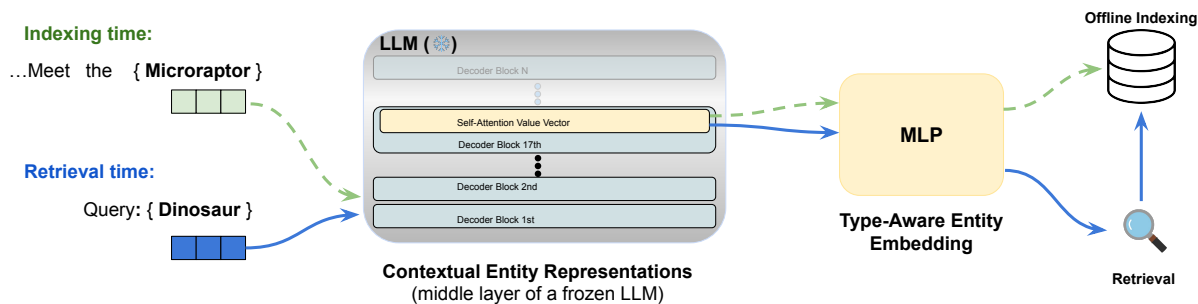 Indexing time:
…Meet the { Microraptor }
Retrieval time:
Query: { Dinosaur }
LLM ( )
Decoder Block N
Self-Attention Value Vector
Decoder Block 17th
Decoder Block 2nd
Decoder Block 1st
Contextual Entity Representations
(middle layer of a frozen LLM)
MLP
Type-Aware Entity
Embedding
Offline Indexing
Retrieval